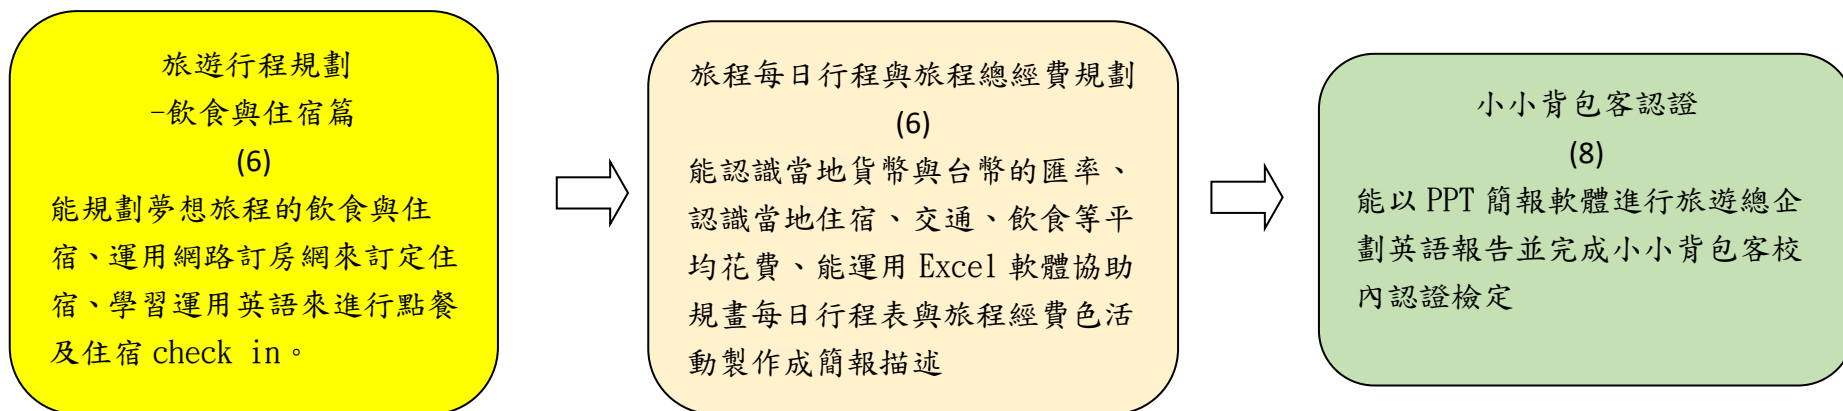 旅遊行程規劃
-飲食與住宿篇
(6)
能規劃夢想旅程的飲食與住
宿、運用網路訂房網來訂定住
宿、學習運用英語來進行點餐
及住宿 check in。
旅程每日行程與旅程總經費規劃
(6)
能認識當地貨幣與台幣的匯率、
認識當地住宿、交通、飲食等平
均花費、能運用 Excel 軟體協助
規畫每日行程表與旅程經費色活
動製作成簡報描述
小小背包客認證
(8)
能以 PPT 簡報軟體進行旅遊總企
劃英語報告並完成小小背包客校
內認證檢定